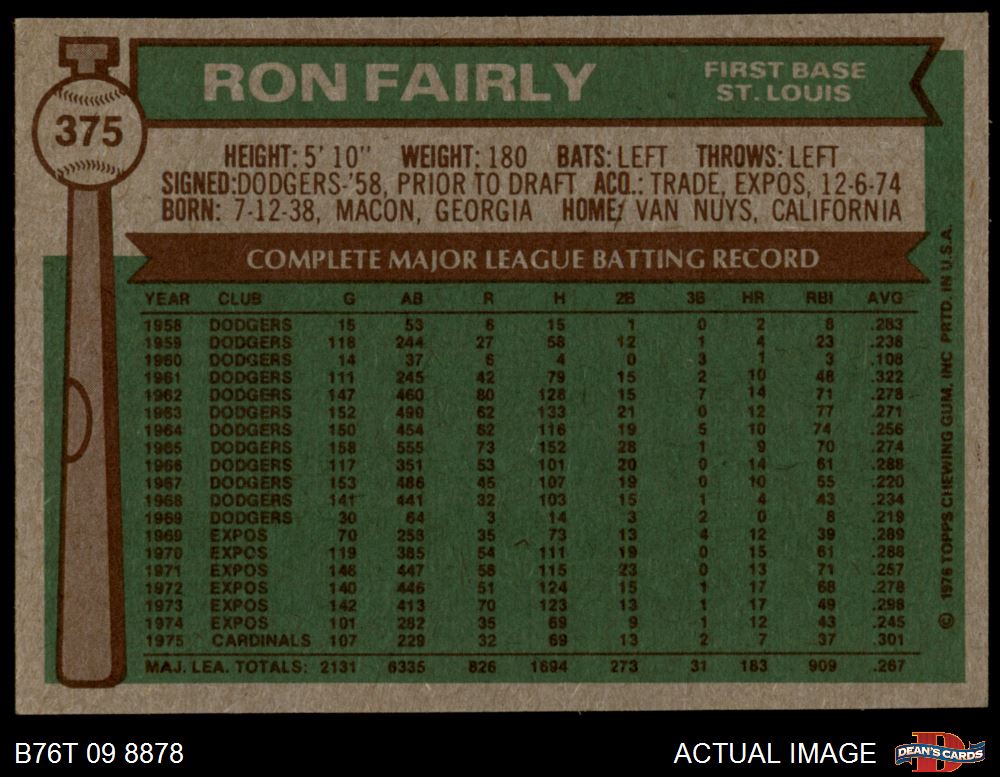 RON FAIRLY
FIRST BASE
ST. LOUIS
375
HEIGHT: 5' 10" WEIGHT: 180 BATS: LEFT THROWS: LEFT
SIGNED: DODGERS-'58, PRIOR TO DRAFT ACQ.: TRADE, EXPOS, 12-6-74
BORN: 7-12-38, MACON, GEORGIA HOME: VAN NUYS, CALIFORNIA
COMPLETE MAJOR LEAGUE BATTING RECORD
YEAR CLUB G AB R H 2B 3B HR RBI AVG
1958 DODGERS 15 53 6 15 1 0 2 8 .283
1959 DODGERS 118 244 27 58 12 1 4 23 .238
1960 DODGERS 14 37 6 4 0 3 1 3 .108
1961 DODGERS 111 245 42 79 15 2 10 48 .322
1962 DODGERS 147 460 80 128 15 7 14 71 .278
1963 DODGERS 152 490 62 133 21 0 12 77 .271
1964 DODGERS 150 454 62 116 19 5 10 74 .256
1965 DODGERS 158 555 73 152 28 1 9 70 .274
1966 DODGERS 117 351 53 101 20 0 14 61 .288
1967 DODGERS 153 486 45 107 19 0 10 55 .220
1968 DODGERS 141 441 32 103 15 1 4 43 .234
1969 DODGERS 30 64 3 14 3 2 0 8 .219
1969 EXPOS 70 253 35 73 13 4 12 39 .289
1970 EXPOS 119 385 54 111 19 0 15 61 .288
1971 EXPOS 146 447 58 115 23 0 13 71 .257
1972 EXPOS 140 446 51 124 15 1 17 68 .278
1973 EXPOS 142 413 70 123 13 1 17 49 .298
1974 EXPOS 101 282 35 69 9 1 12 43 .245
1975 CARDINALS 107 229 32 69 13 2 7 37 .301
MAJ. LEA. TOTALS: 2131 6335 826 1694 273 31 183 909 .267
© 1976 TOPPS CHEWING GUM, INC PRTD. IN U.S.A.
B76T 09 8878
ACTUAL IMAGE
DEAN'S CARDS